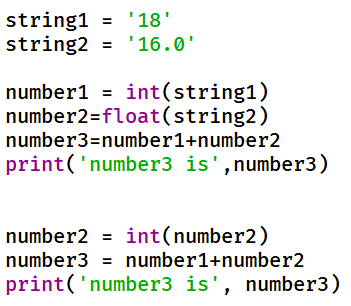 string1 = '18'
string2 = '16.0'
number1 = int(string1)
number2=float(string2)
number3=number1+number2
print('number3 is',number3)
number2 = int(number2)
number3 = number1+number2
print('number3 is', number3)